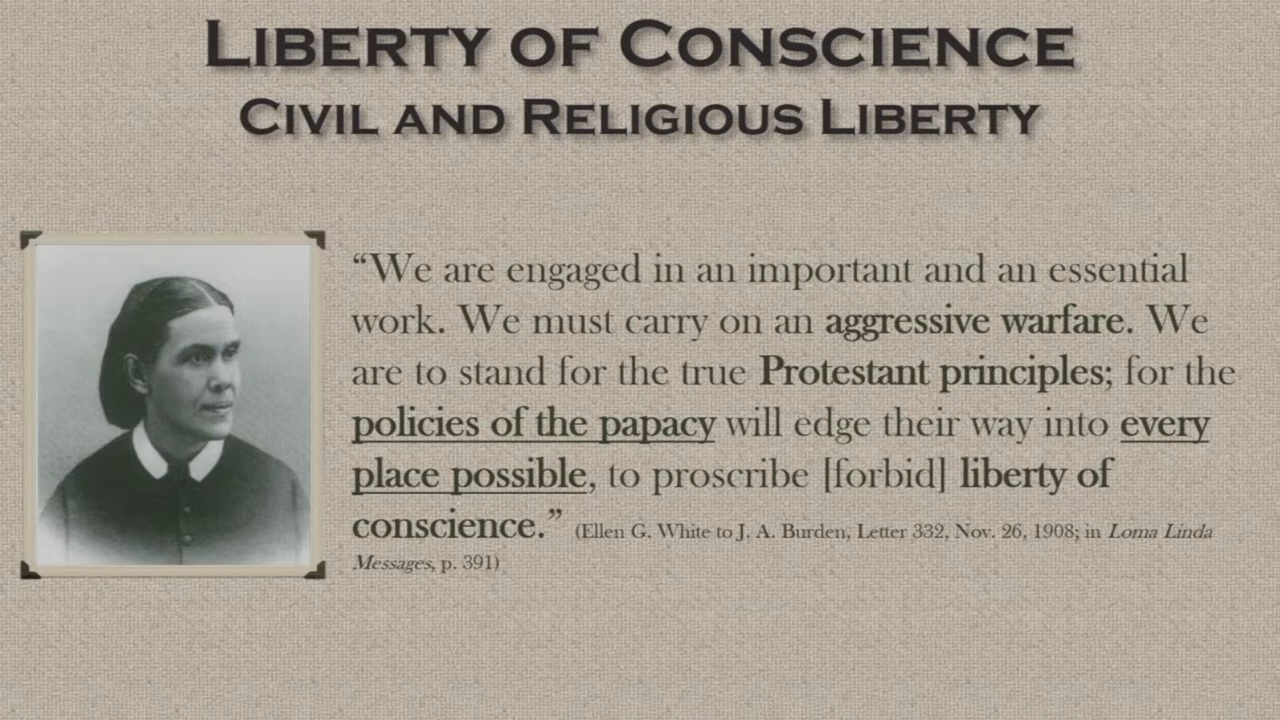 LIBERTY OF CONSCIENCE
CIVIL AND RELIGIOUS LIBERTY
“We are engaged in an important and an essential
work. We must carry on an aggressive warfare. We
are to stand for the true Protestant principles; for the
policies of the papacy will edge their way into every
place possible, to proscribe [forbid] liberty of
conscience.” (Ellen G. White to J. A. Burden, Letter 332, Nov. 26, 1908; in Loma Linda
Messages, p. 391)